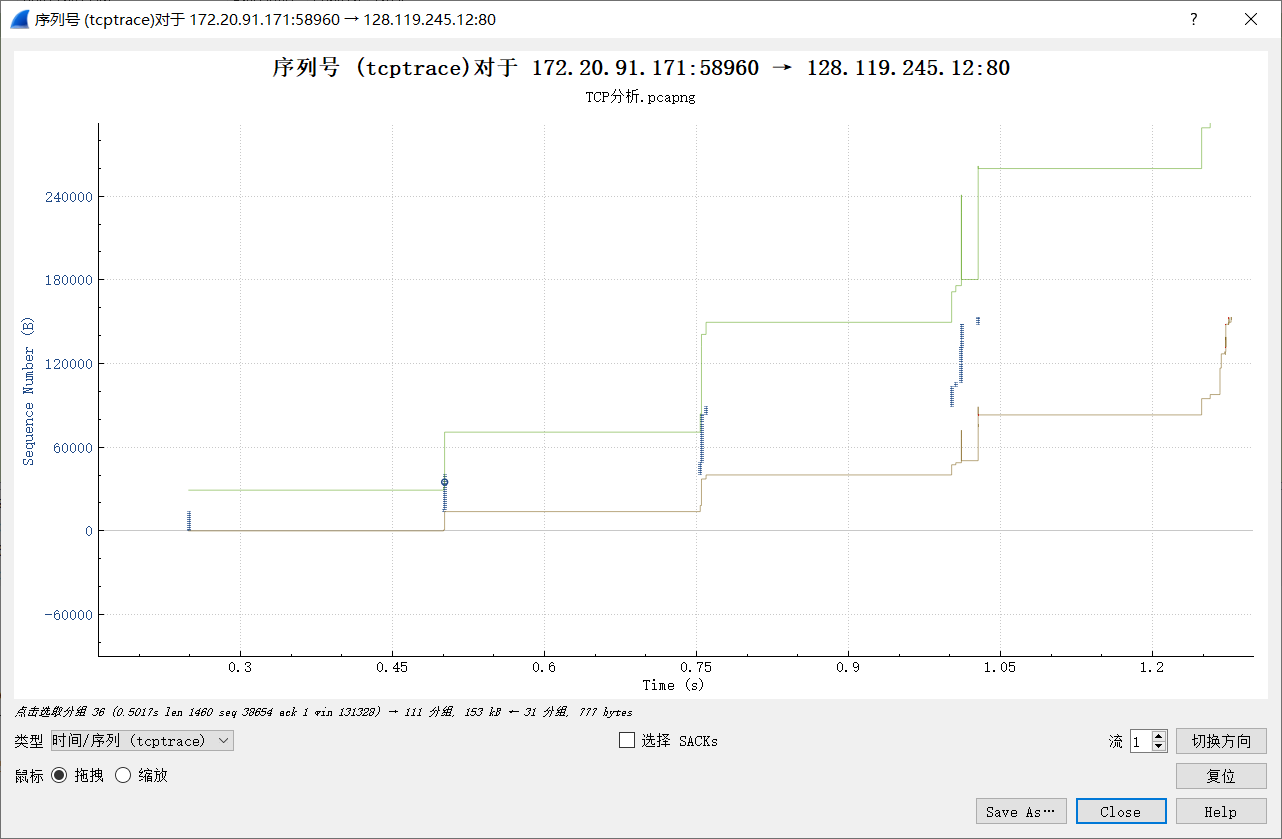 序列号 (tcptrace)对于 172.20.91.171:58960 → 128.119.245.12:80
?
序列号 (tcptrace)对于 172.20.91.171:58960 → 128.119.245.12:80
TCP分析.pcapng
240000
180000
120000
60000
0
-60000
Sequence Number (B)
0.3 0.45 0.6 0.75 0.9 1.05 1.2
Time (s)
点击选取分组 36 (0.5017s len 1460 seq 38654 ack 1 win 131328) → 111 分组, 153 kB ← 31 分组, 777 bytes
类型 时间/序列 (tcptrace) 选择 SACKs 流 1 切换方向
鼠标 拖拽 缩放 复位
Save As… Close Help